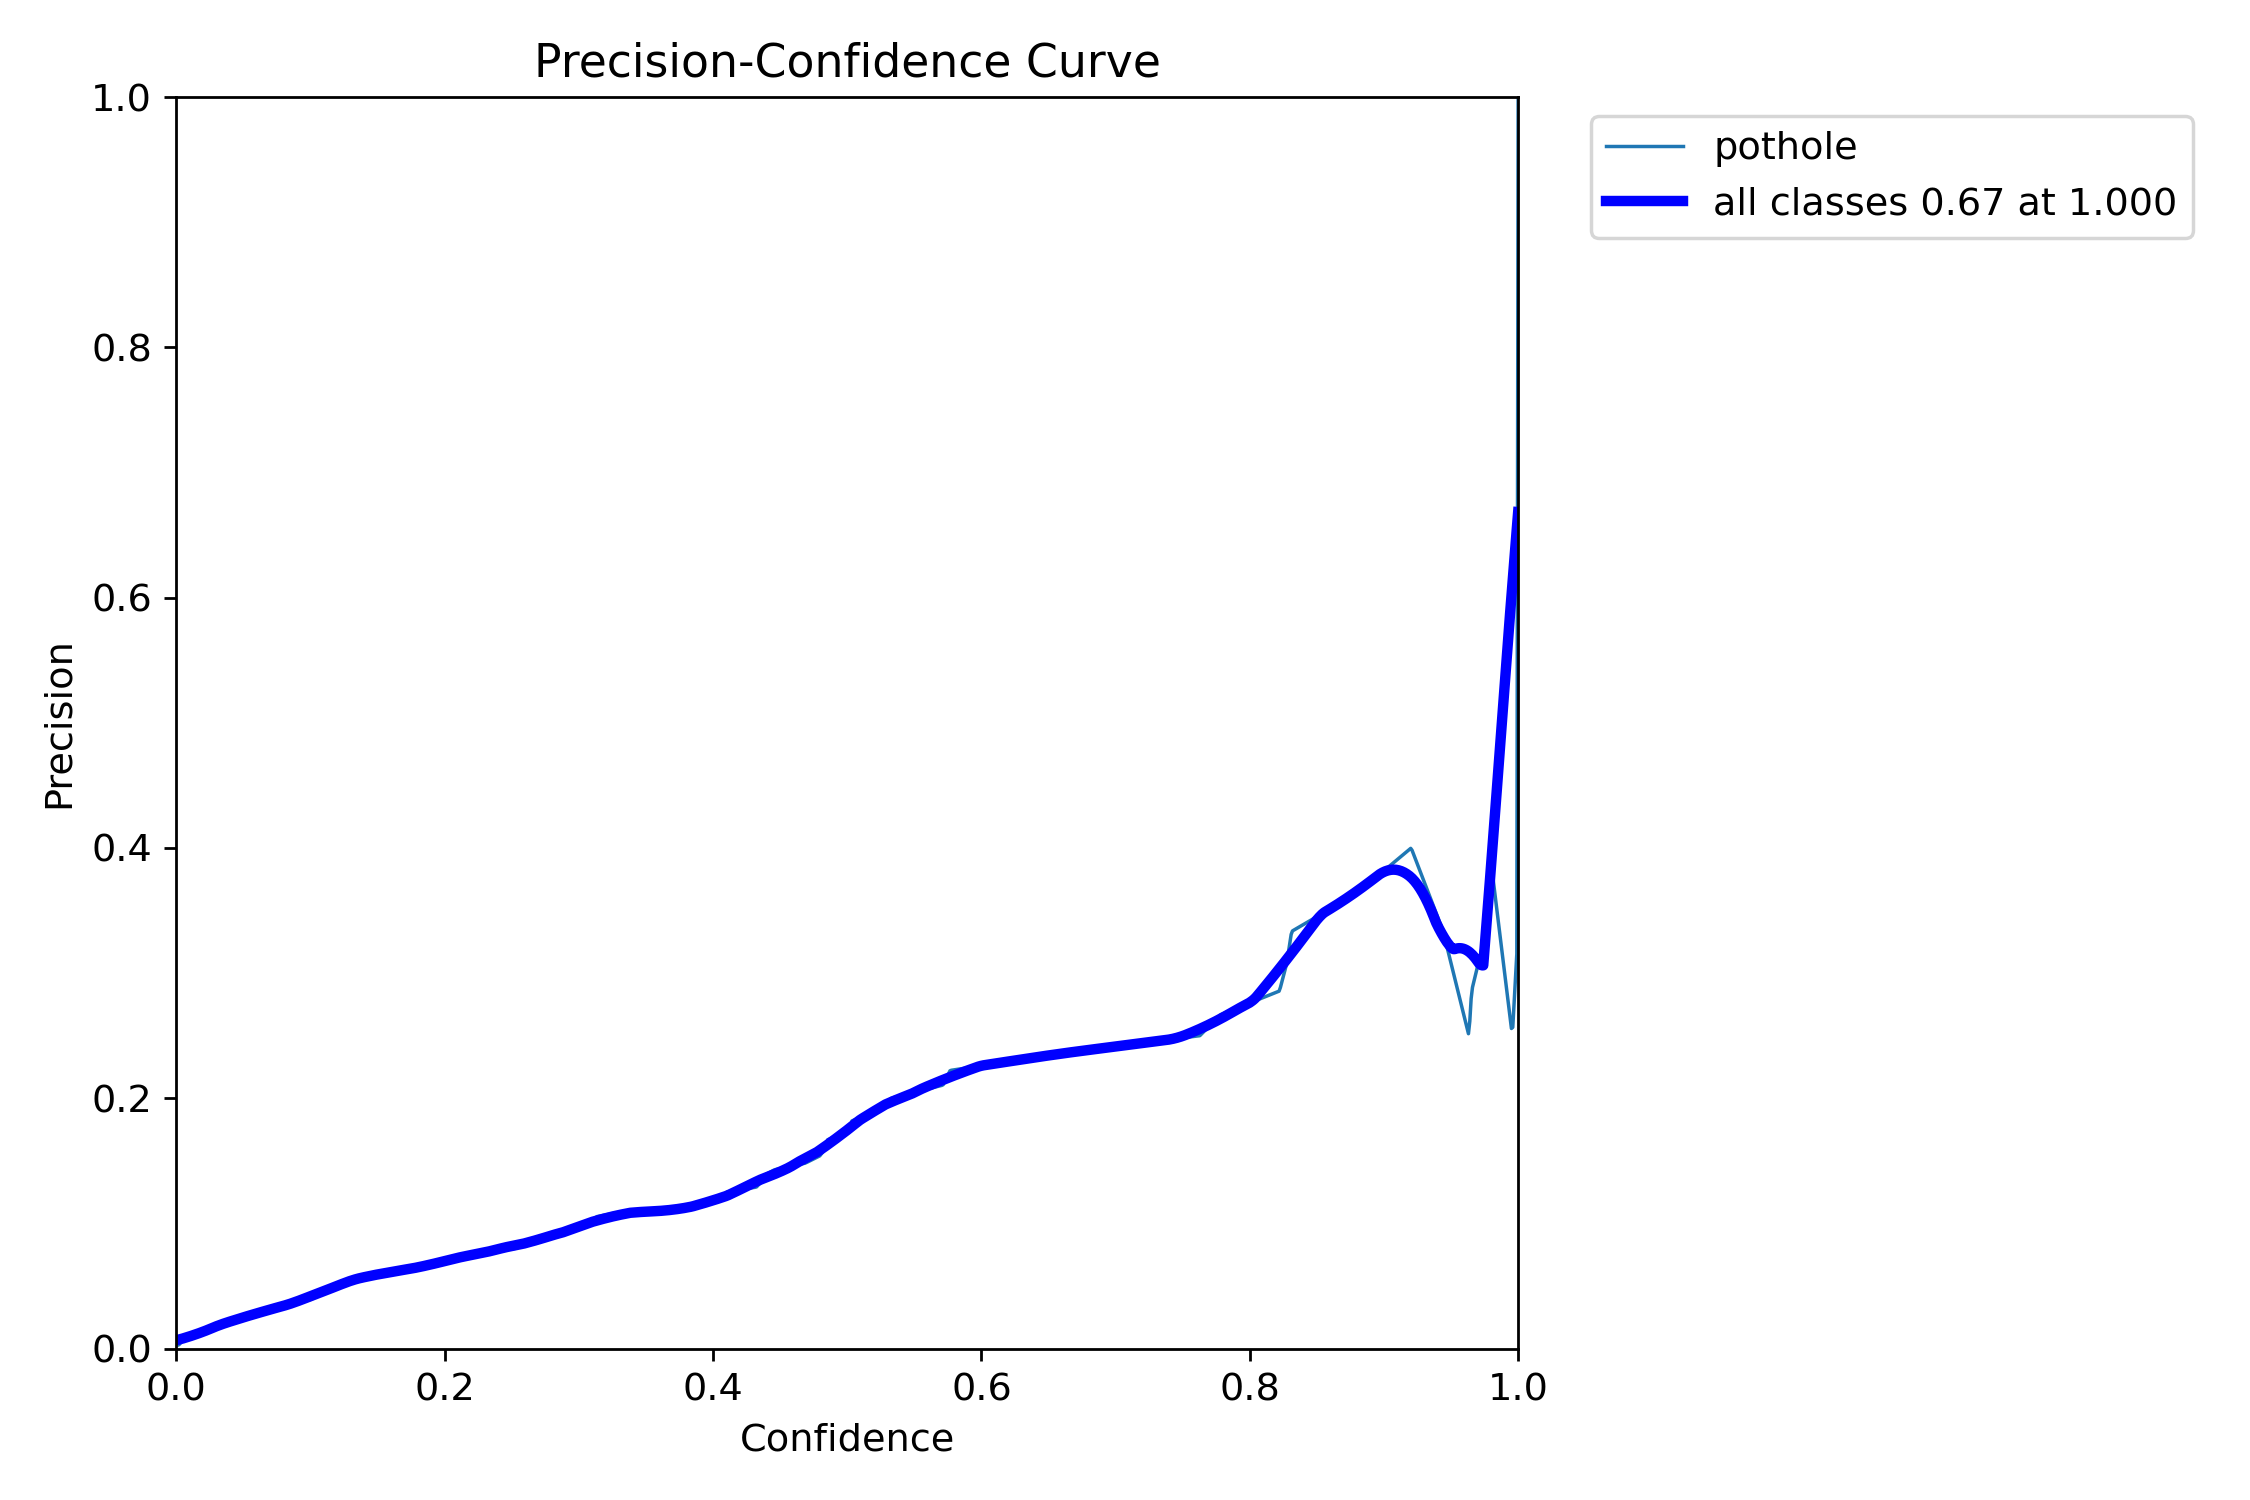 Precision-Confidence Curve
1.0
0.8
0.6
0.4
0.2
0.0
Precision
0.0 0.2 0.4 0.6 0.8 1.0
Confidence
pothole
all classes 0.67 at 1.000